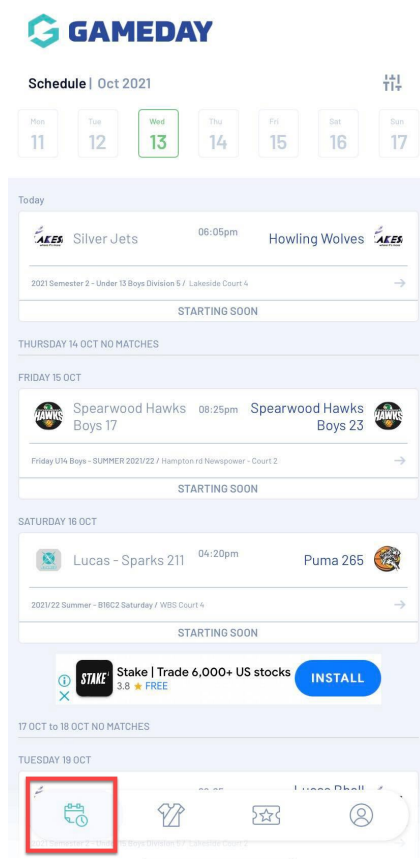 GAMEDAY
Schedule | Oct 2021
Mon Tue Wed Thu Fri Sat Sun
11 12 13 14 15 16 17
Today
ACES Silver Jets 06:05pm Howling Wolves ACES
2021 Semester 2 - Under 13 Boys Division 5 / Lakeside Court 4
STARTING SOON
THURSDAY 14 OCT NO MATCHES
FRIDAY 15 OCT
HAWKS Spearwood Hawks 08:25pm Spearwood Hawks HAWKS
Boys 17 Boys 23
Friday U14 Boys - SUMMER 2021/22 / Hampton rd Newspower - Court 2
STARTING SOON
SATURDAY 16 OCT
Lucas - Sparks 211 04:20pm Puma 265
2021/22 Summer - B16C2 Saturday / WBS Court 4
STARTING SOON
STAKE Stake | Trade 6,000+ US stocks INSTALL
3.8 ★ FREE
17 OCT to 18 OCT NO MATCHES
TUESDAY 19 OCT